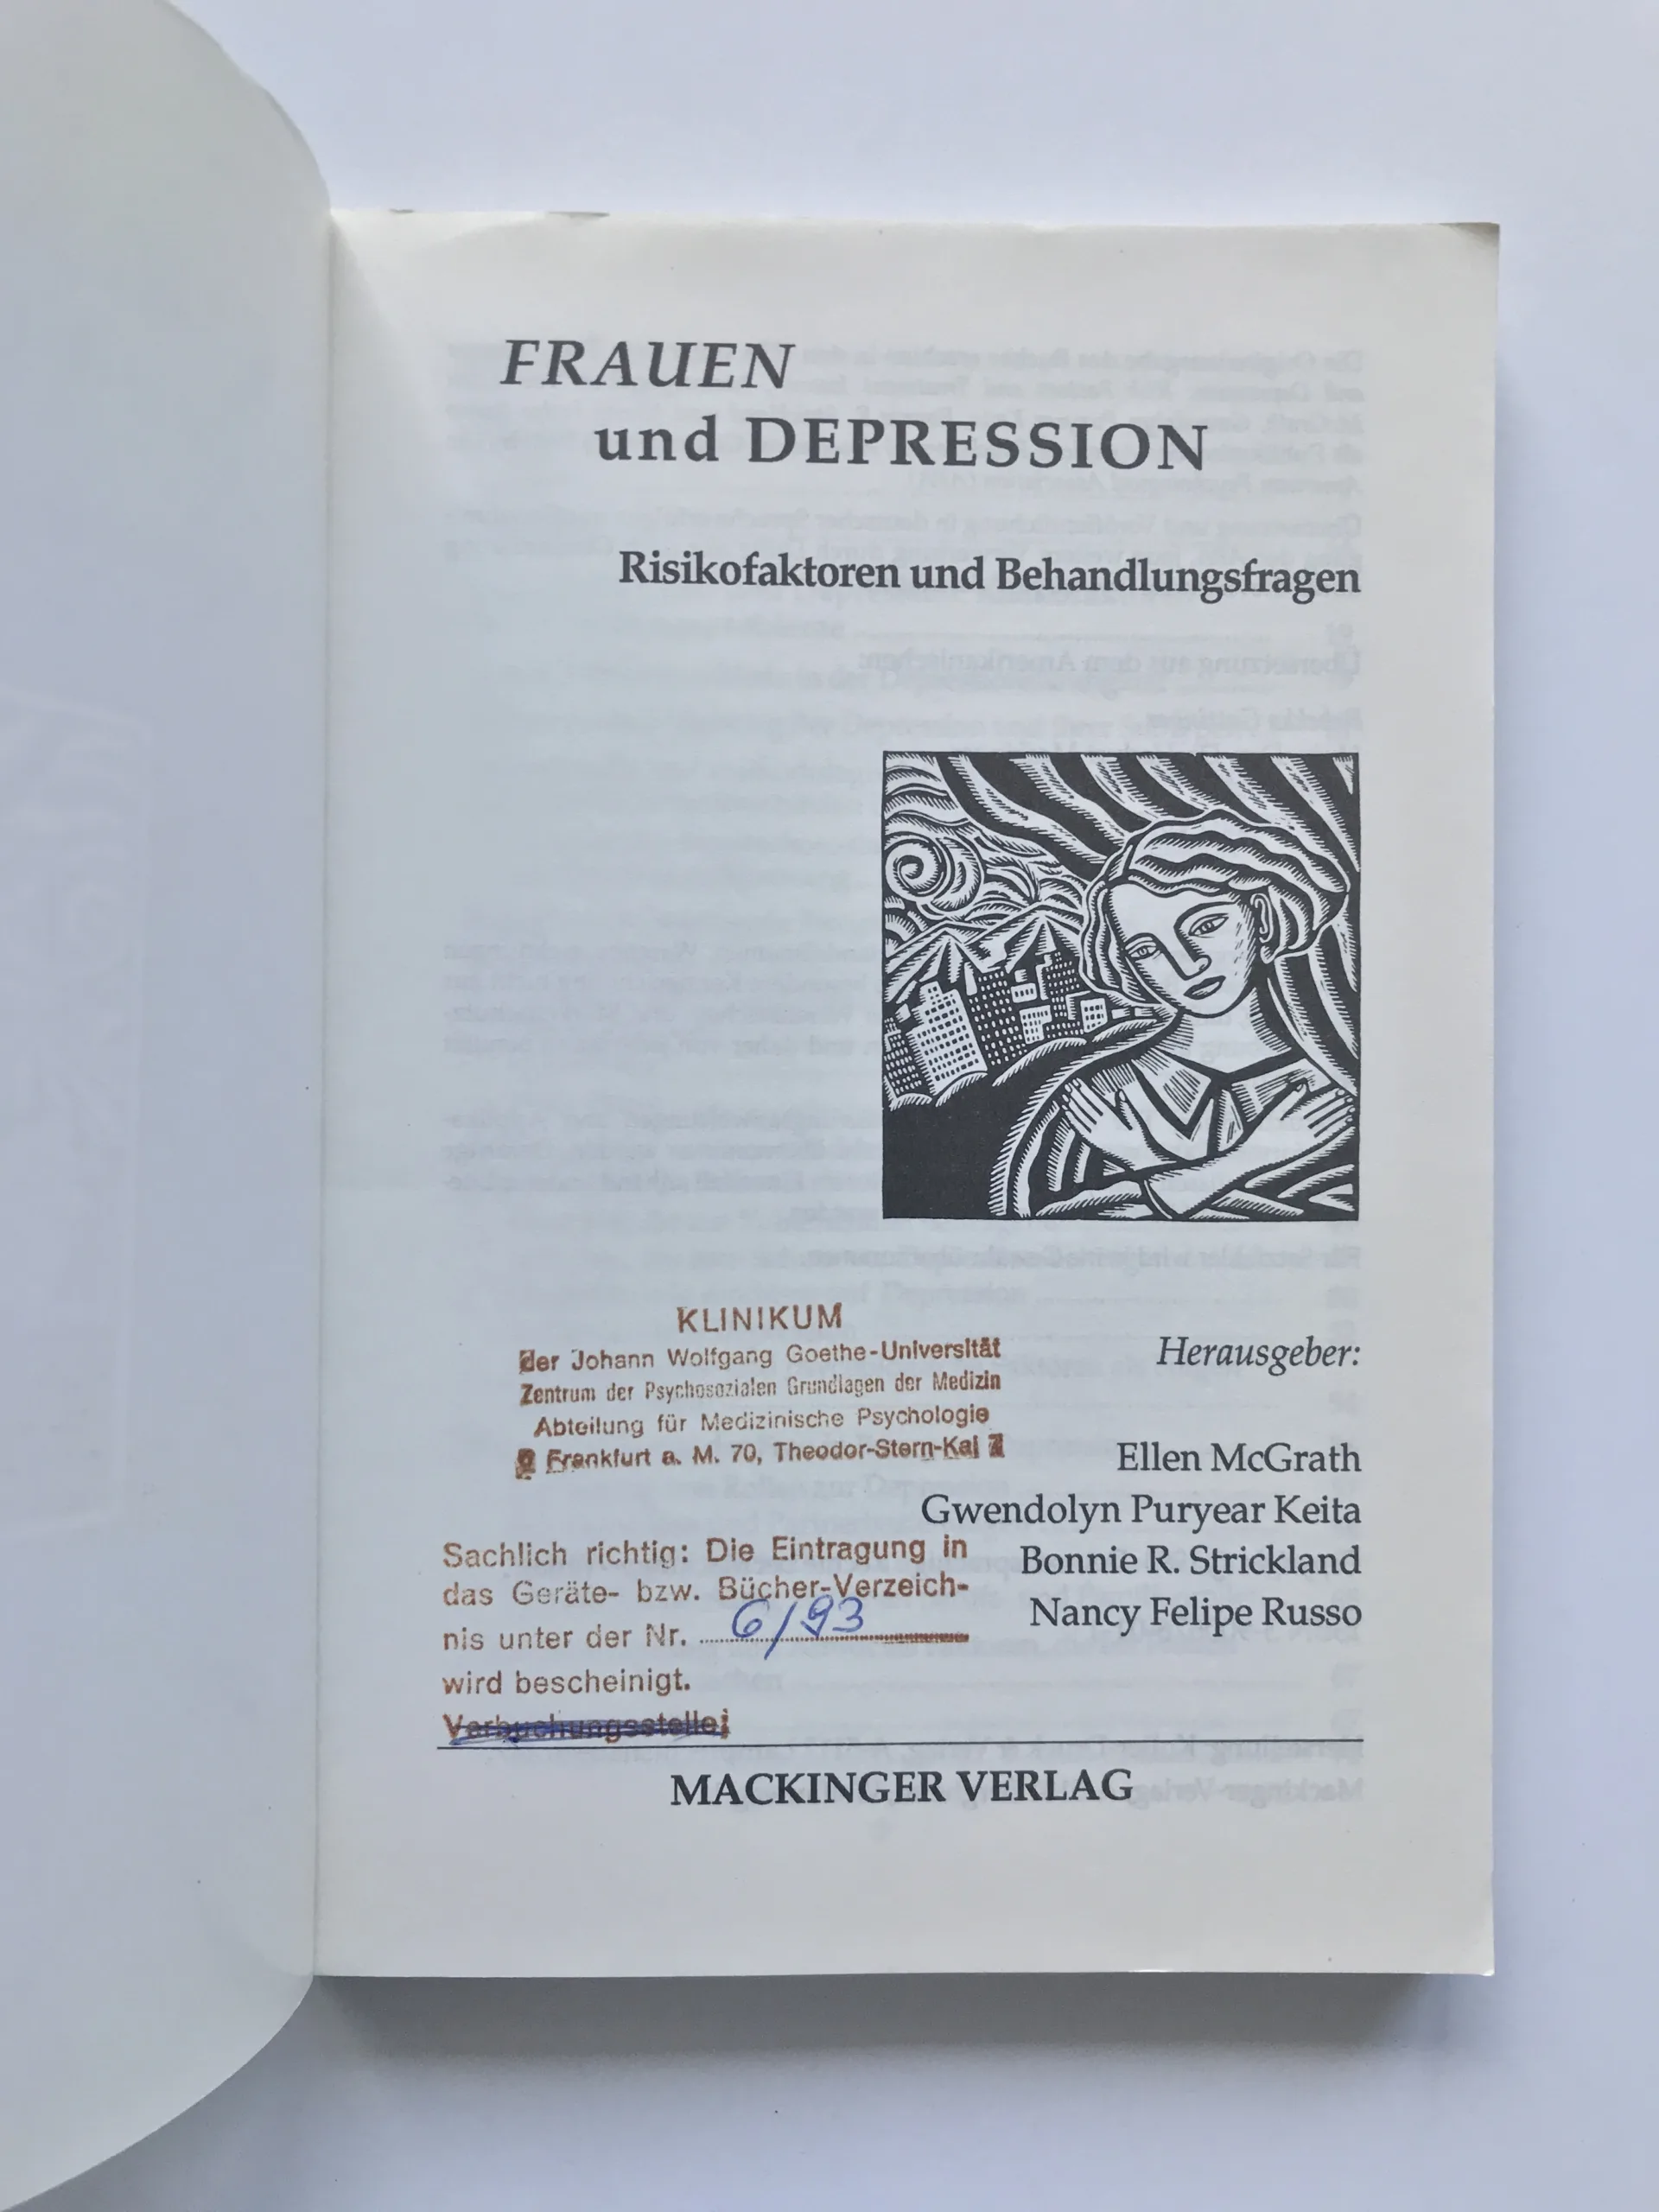 FRAUEN
und DEPRESSION
Risikofaktoren und Behandlungsfragen
KLINIKUM
der Johann Wolfgang Goethe-Universität
Zentrum der Psychosozialen Grundlagen der Medizin
Abteilung für Medizinische Psychologie
Frankfurt a. M. 70, Theodor-Stern-Kai 7
Herausgeber:
Ellen McGrath
Gwendolyn Puryear Keita
Bonnie R. Strickland
Nancy Felipe Russo
Sachlich richtig: Die Eintragung in
das Geräte- bzw. Bücher-Verzeich-
nis unter der Nr. 6/93
wird bescheinigt.
Verbuchungsstelle:
MACKINGER VERLAG